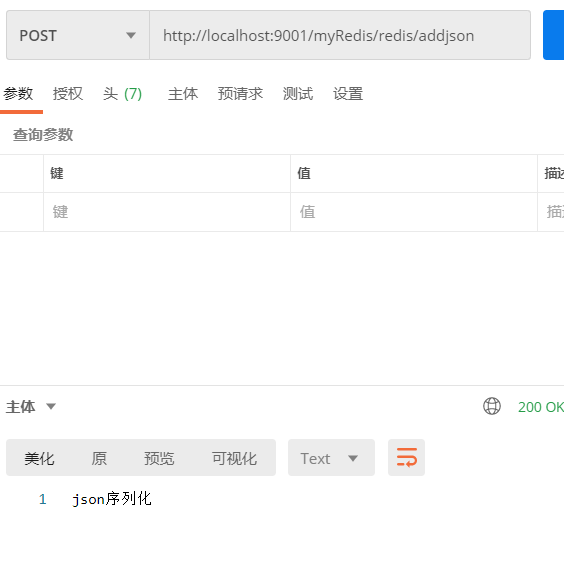 POST http://localhost:9001/myRedis/redis/addjson
参数 授权 头 (7) 主体 预请求 测试 设置
查询参数
键 值
键 值
主体 200 OK
美化 原 预览 可视化 Text
1 json序列化